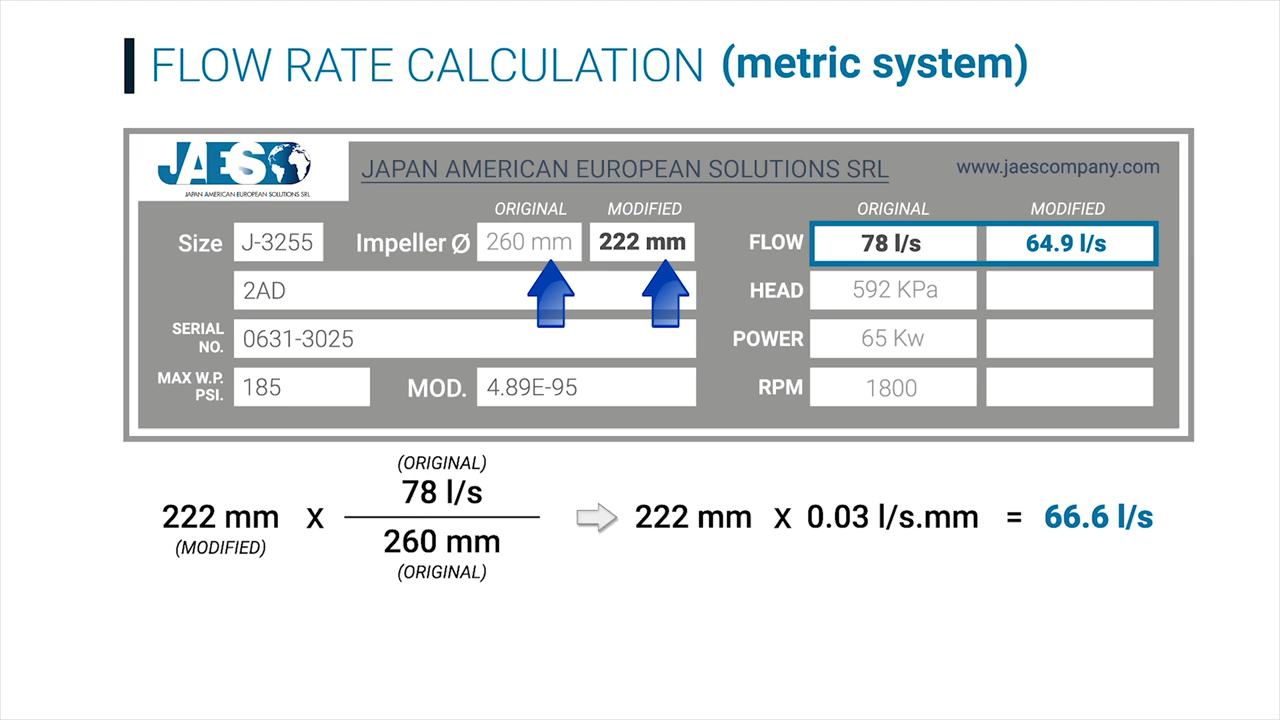 FLOW RATE CALCULATION (metric system)
JAES
JAPAN AMERICAN EUROPEAN SOLUTIONS SRL
JAPAN AMERICAN EUROPEAN SOLUTIONS SRL
www.jaescompany.com
ORIGINAL MODIFIED
Size J-3255 Impeller Ø 260 mm 222 mm
2AD
SERIAL NO. 0631-3025
MAX W.P. PSI. 185 MOD. 4.89E-95
ORIGINAL MODIFIED
FLOW 78 l/s 64.9 l/s
HEAD 592 KPa
POWER 65 Kw
RPM 1800
222 mm
(MODIFIED)
x
(ORIGINAL)
78 l/s
260 mm
(ORIGINAL)
222 mm x 0.03 l/s.mm = 66.6 l/s